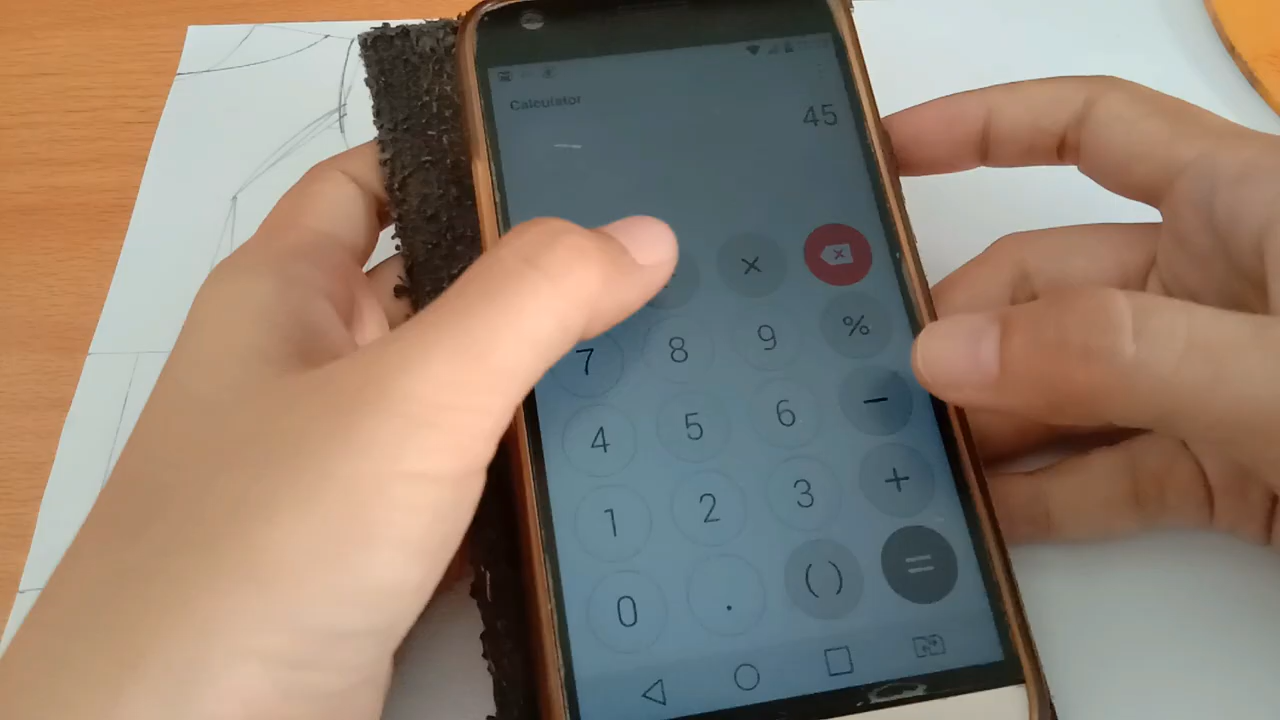 Calculator
45
×
7 8 9 %
4 5 6 −
1 2 3 +
0 . ( ) =